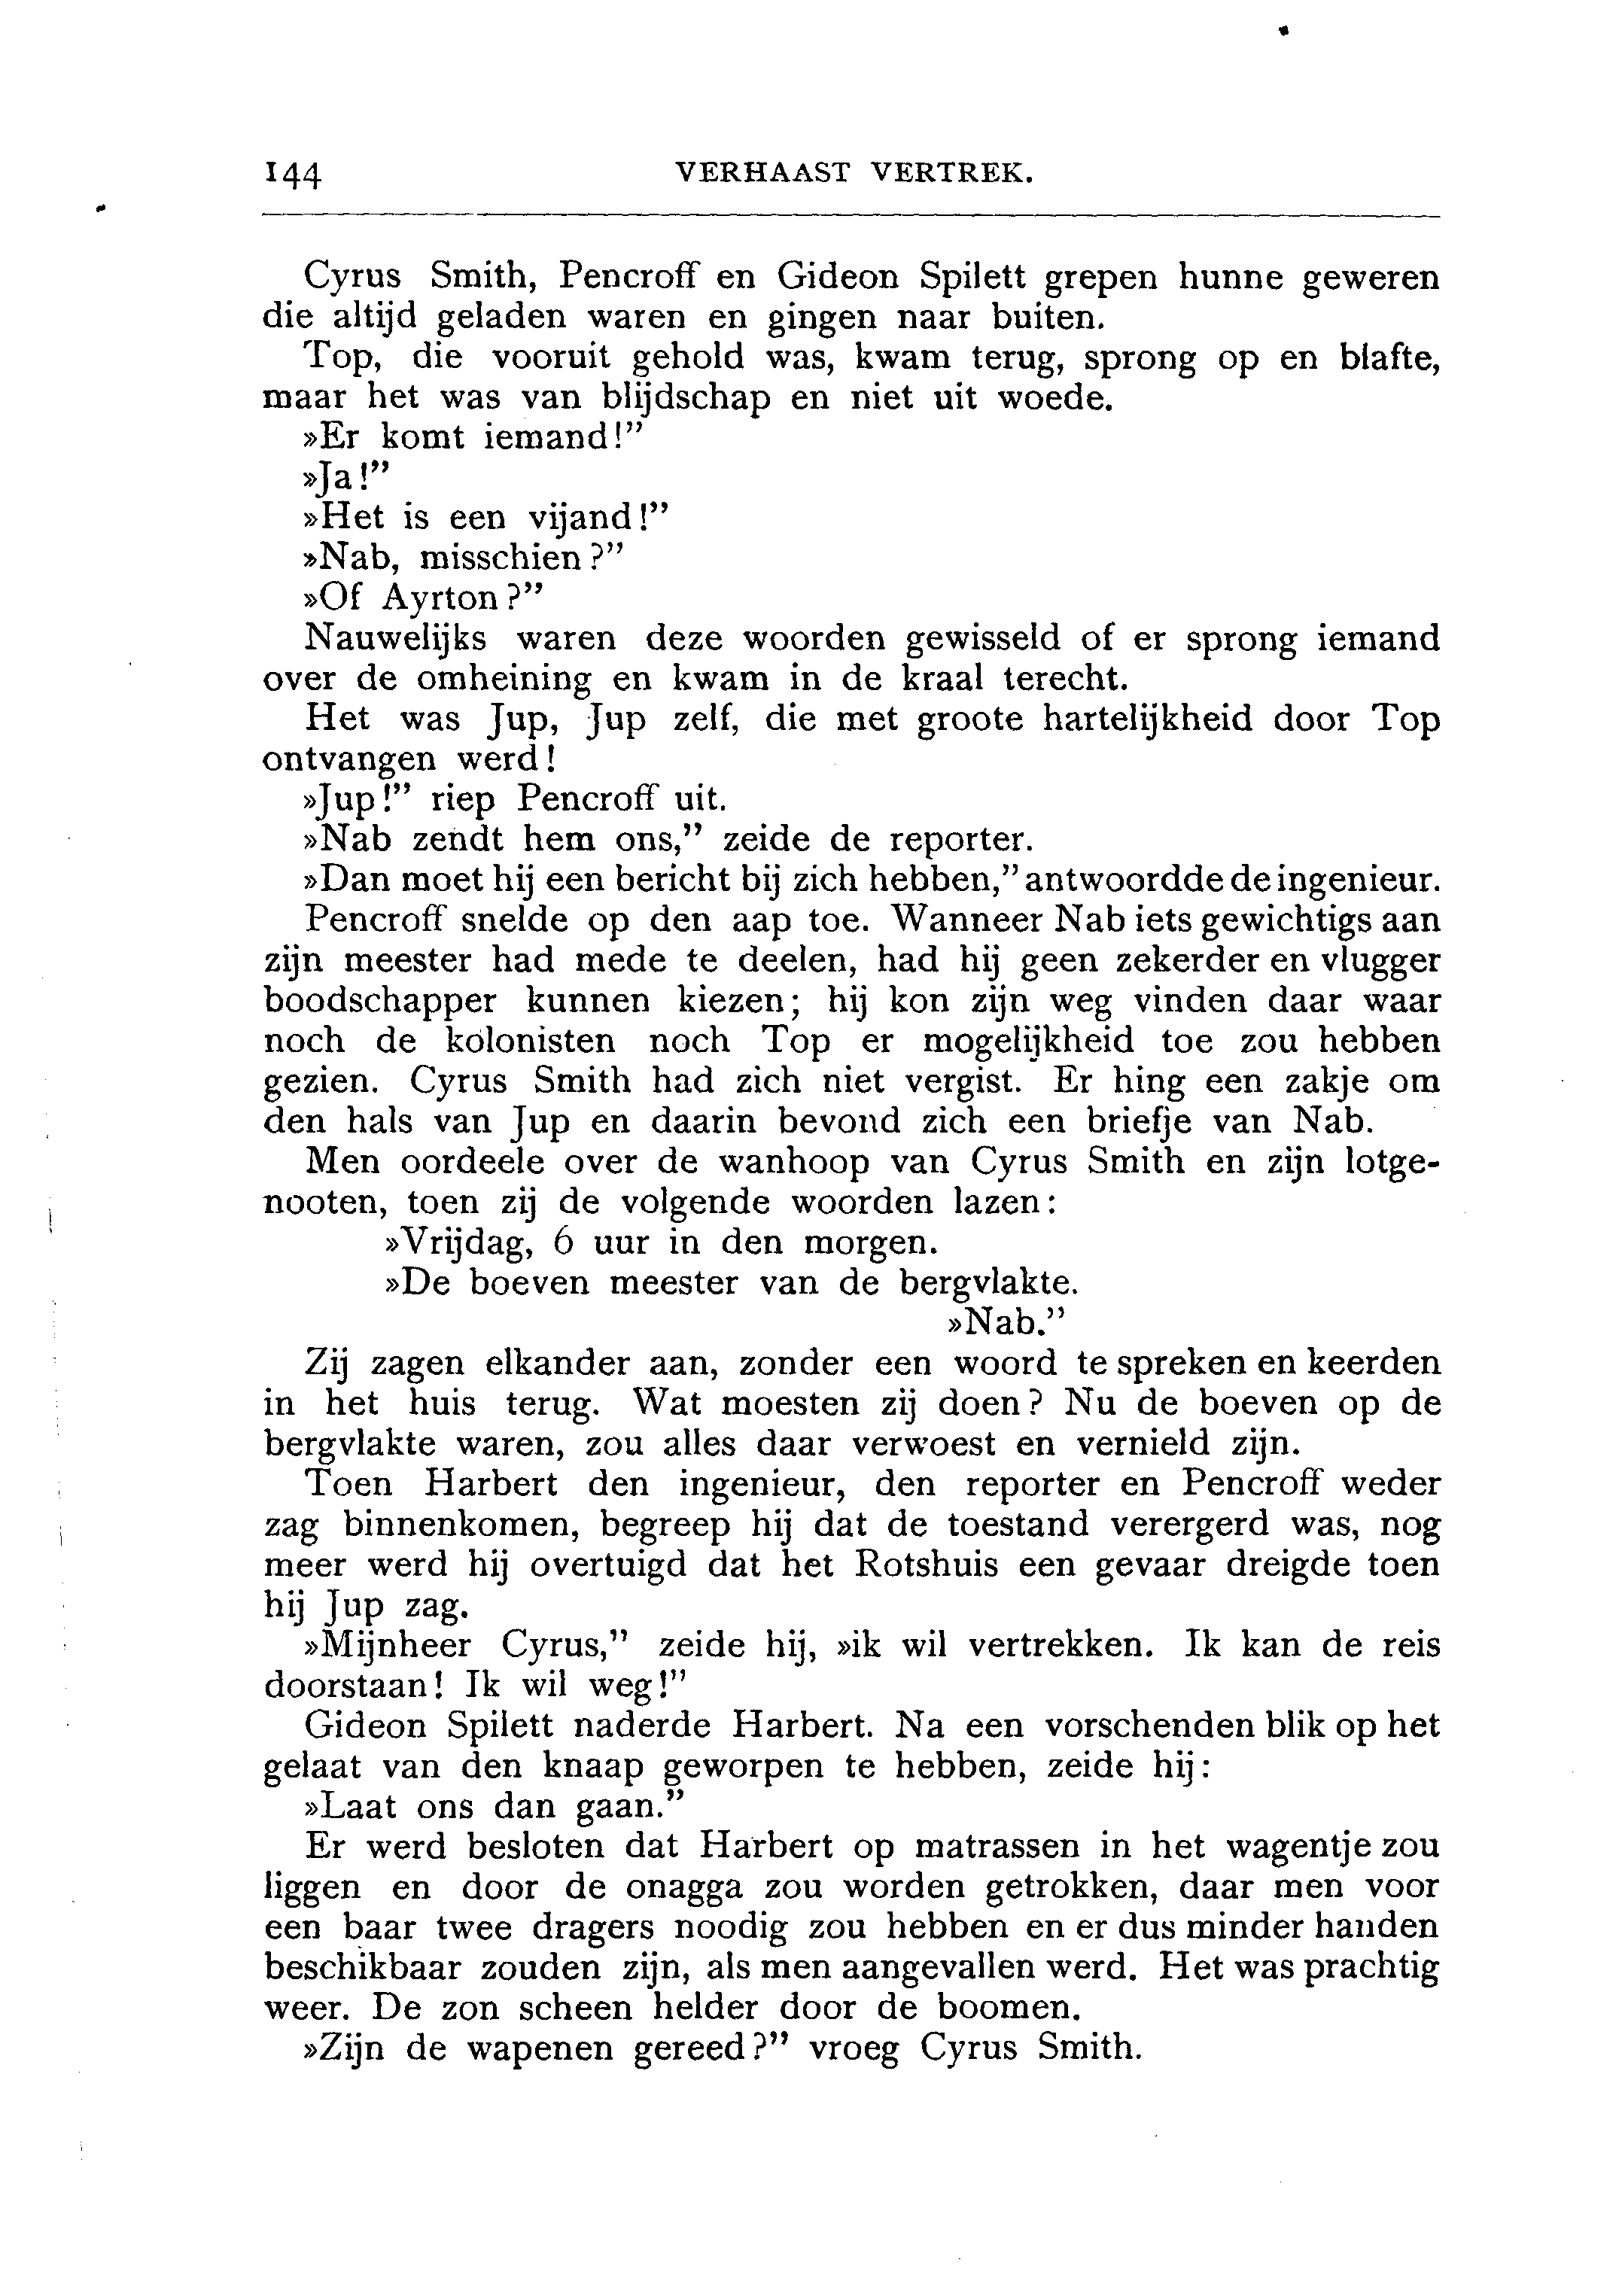 144 VERHAAST VERTREK.
Cyrus Smith, Pencroff en Gideon Spilett grepen hunne geweren
die altijd geladen waren en gingen naar buiten.
Top, die vooruit gehold was, kwam terug, sprong op en blafte,
maar het was van blijdschap en niet uit woede.
»Er komt iemand!”
»Ja!”
»Het is een vijand!”
»Nab, misschien?”
»Of Ayrton?”
Nauwelijks waren deze woorden gewisseld of er sprong iemand
over de omheining en kwam in de kraal terecht.
Het was Jup, Jup zelf, die met groote hartelijkheid door Top
ontvangen werd!
»Jup!” riep Pencroff uit.
»Nab zendt hem ons,” zeide de reporter.
»Dan moet hij een bericht bij zich hebben,” antwoordde de ingenieur.
Pencroff snelde op den aap toe. Wanneer Nab iets gewichtigs aan
zijn meester had mede te deelen, had hij geen zekerder en vlugger
boodschapper kunnen kiezen; hij kon zijn weg vinden daar waar
noch de kolonisten noch Top er mogelijkheid toe zou hebben
gezien. Cyrus Smith had zich niet vergist. Er hing een zakje om
den hals van Jup en daarin bevond zich een briefje van Nab.
Men oordeele over de wanhoop van Cyrus Smith en zijn lotge-
nooten, toen zij de volgende woorden lazen:
»Vrijdag, 6 uur in den morgen.
»De boeven meester van de bergvlakte.
»Nab.”
Zij zagen elkander aan, zonder een woord te spreken en keerden
in het huis terug. Wat moesten zij doen? Nu de boeven op de
bergvlakte waren, zou alles daar verwoest en vernield zijn.
Toen Harbert den ingenieur, den reporter en Pencroff weder
zag binnenkomen, begreep hij dat de toestand verergerd was, nog
meer werd hij overtuigd dat het Rotshuis een gevaar dreigde toen
hij Jup zag.
»Mijnheer Cyrus,” zeide hij, »ik wil vertrekken. Ik kan de reis
doorstaan! Ik wil weg!”
Gideon Spilett naderde Harbert. Na een vorschenden blik op het
gelaat van den knaap geworpen te hebben, zeide hij:
»Laat ons dan gaan.”
Er werd besloten dat Harbert op matrassen in het wagentje zou
liggen en door de onagga zou worden getrokken, daar men voor
een baar twee dragers noodig zou hebben en er dus minder handen
beschikbaar zouden zijn, als men aangevallen werd. Het was prachtig
weer. De zon scheen helder door de boomen.
»Zijn de wapenen gereed?” vroeg Cyrus Smith.